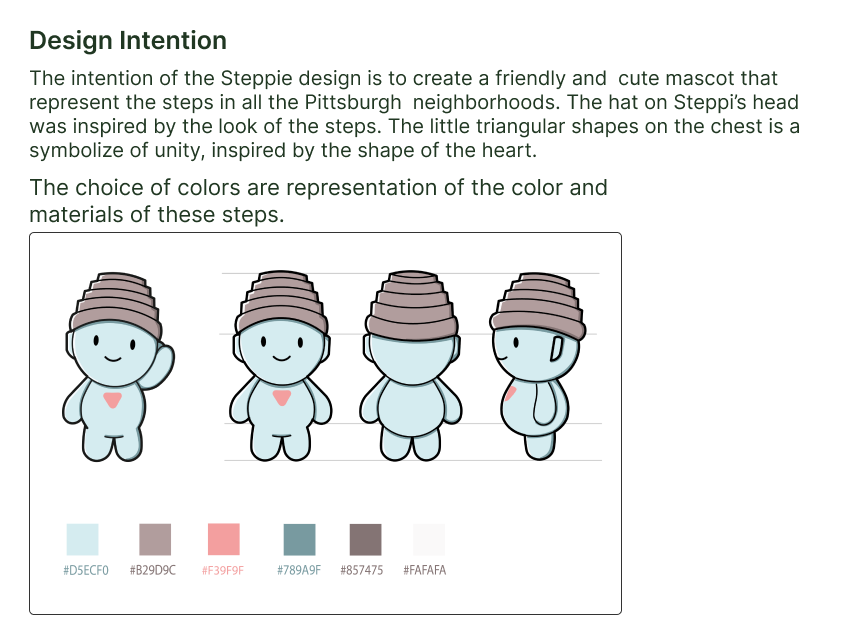 Design Intention
The intention of the Steppie design is to create a friendly and  cute mascot that
represent the steps in all the Pittsburgh  neighborhoods. The hat on Steppi’s head
was inspired by the look of the steps. The little triangular shapes on the chest is a
symbolize of unity, inspired by the shape of the heart.
The choice of colors are representation of the color and
materials of these steps.
#D5ECF0 #B29D9C #F39F9F #789A9F #857475 #FAFAFA